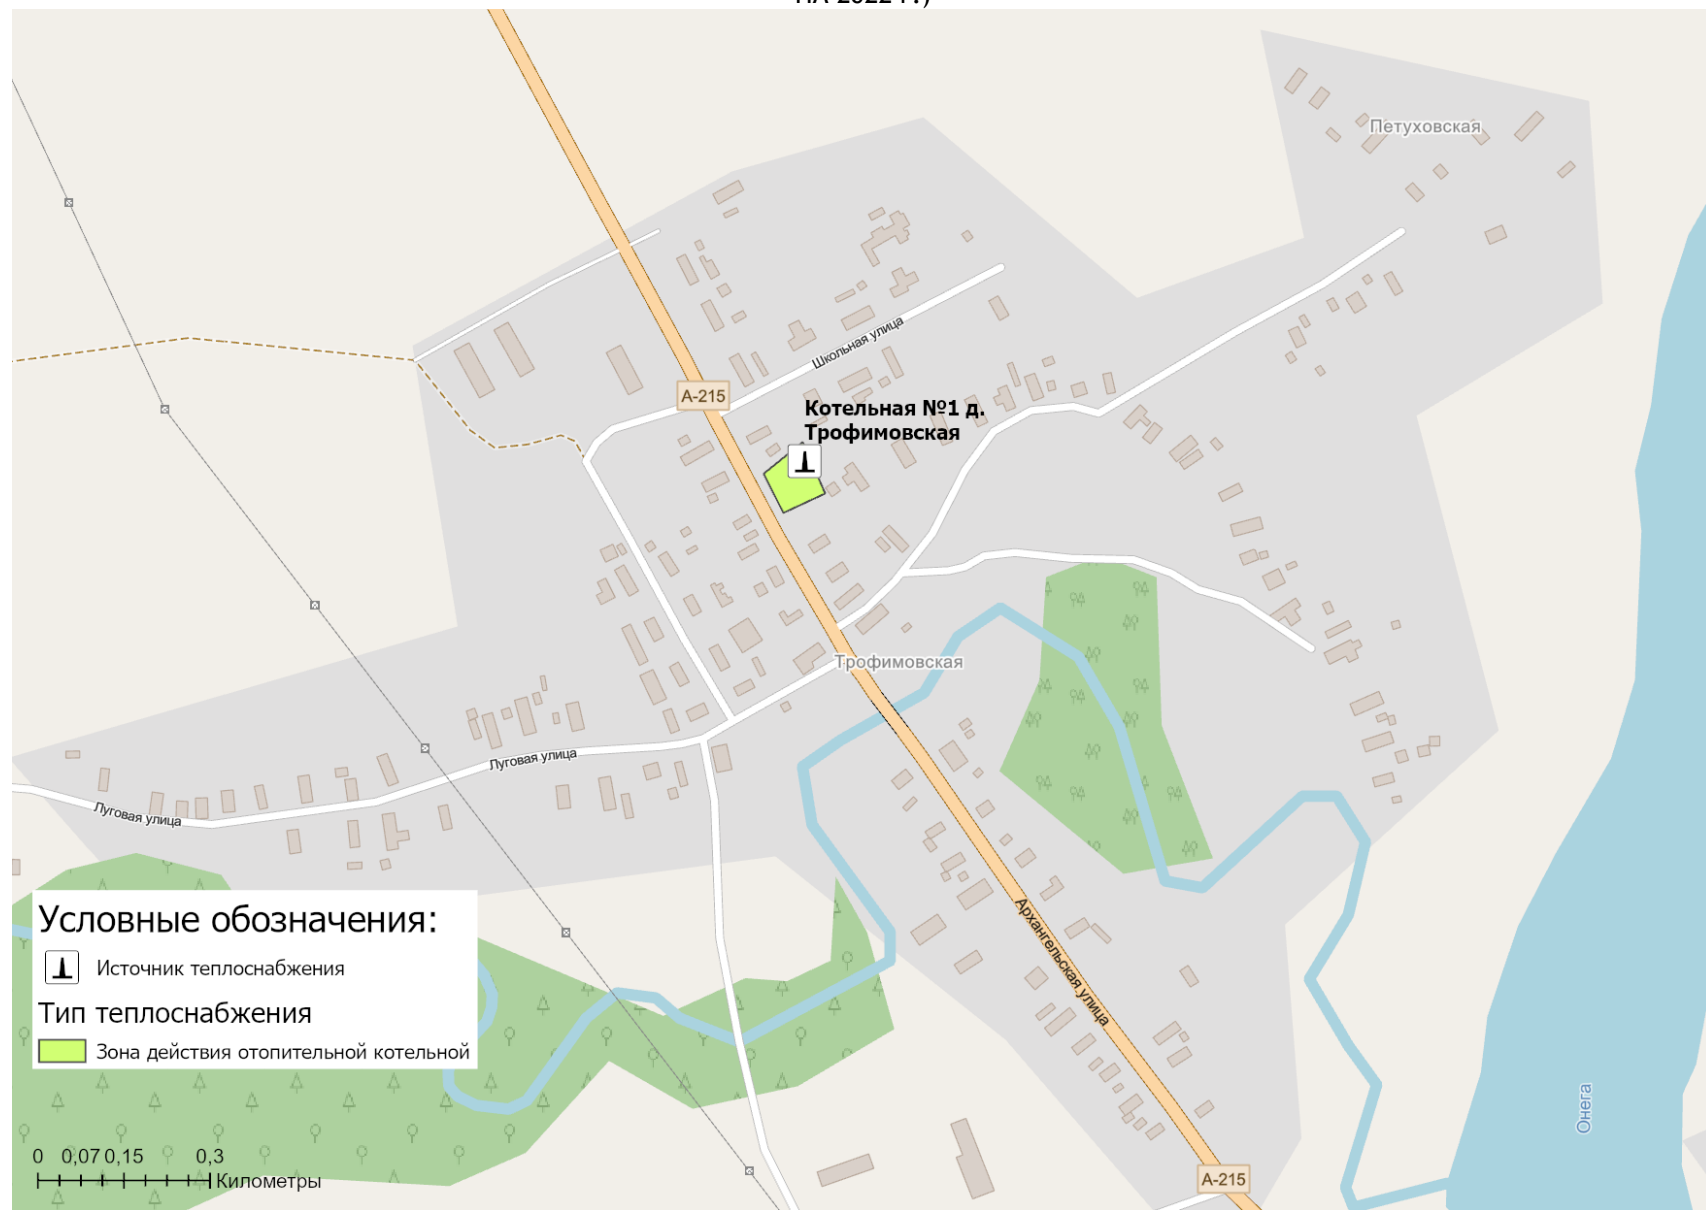 Петуховская
Школьная улица
А-215
Котельная №1 д.
Трофимовская
Трофимовская
Луговая улица
Луговая улица
Архангельская улица
Условные обозначения:
Источник теплоснабжения
Тип теплоснабжения
Зона действия отопительной котельной
Онега
0 0,07 0,15 0,3
Километры
А-215